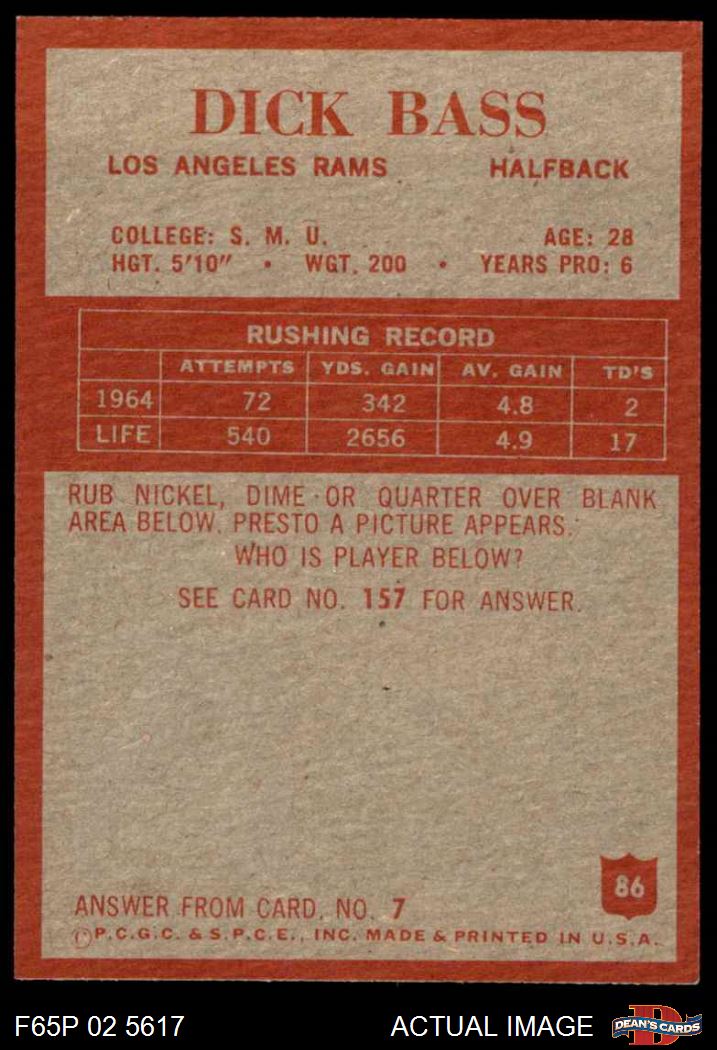 DICK BASS
LOS ANGELES RAMS HALFBACK
COLLEGE: S. M. U. AGE: 28
HGT. 5'10" • WGT. 200 • YEARS PRO: 6
RUSHING RECORD
ATTEMPTS YDS. GAIN AV. GAIN TD'S
1964 72 342 4.8 2
LIFE 540 2656 4.9 17
RUB NICKEL, DIME OR QUARTER OVER BLANK
AREA BELOW. PRESTO A PICTURE APPEARS.
WHO IS PLAYER BELOW?
SEE CARD NO. 157 FOR ANSWER.
86
ANSWER FROM CARD. NO. 7
©P.C.G.C. & S.P.C.E., INC. MADE & PRINTED IN U.S.A.
F65P 02 5617 ACTUAL IMAGE D DEAN'S CARDS